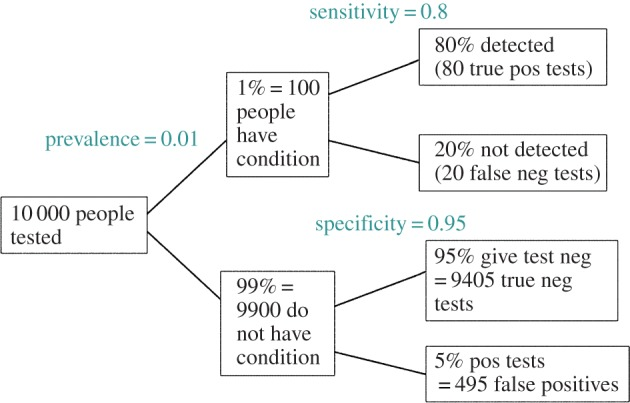 sensitivity = 0.8
80% detected
(80 true pos tests)
1% = 100
people
have
condition
prevalence = 0.01
20% not detected
(20 false neg tests)
10 000 people
tested
specificity = 0.95
95% give test neg
= 9405 true neg
tests
99% =
9900 do
not have
condition
5% pos tests
= 495 false positives